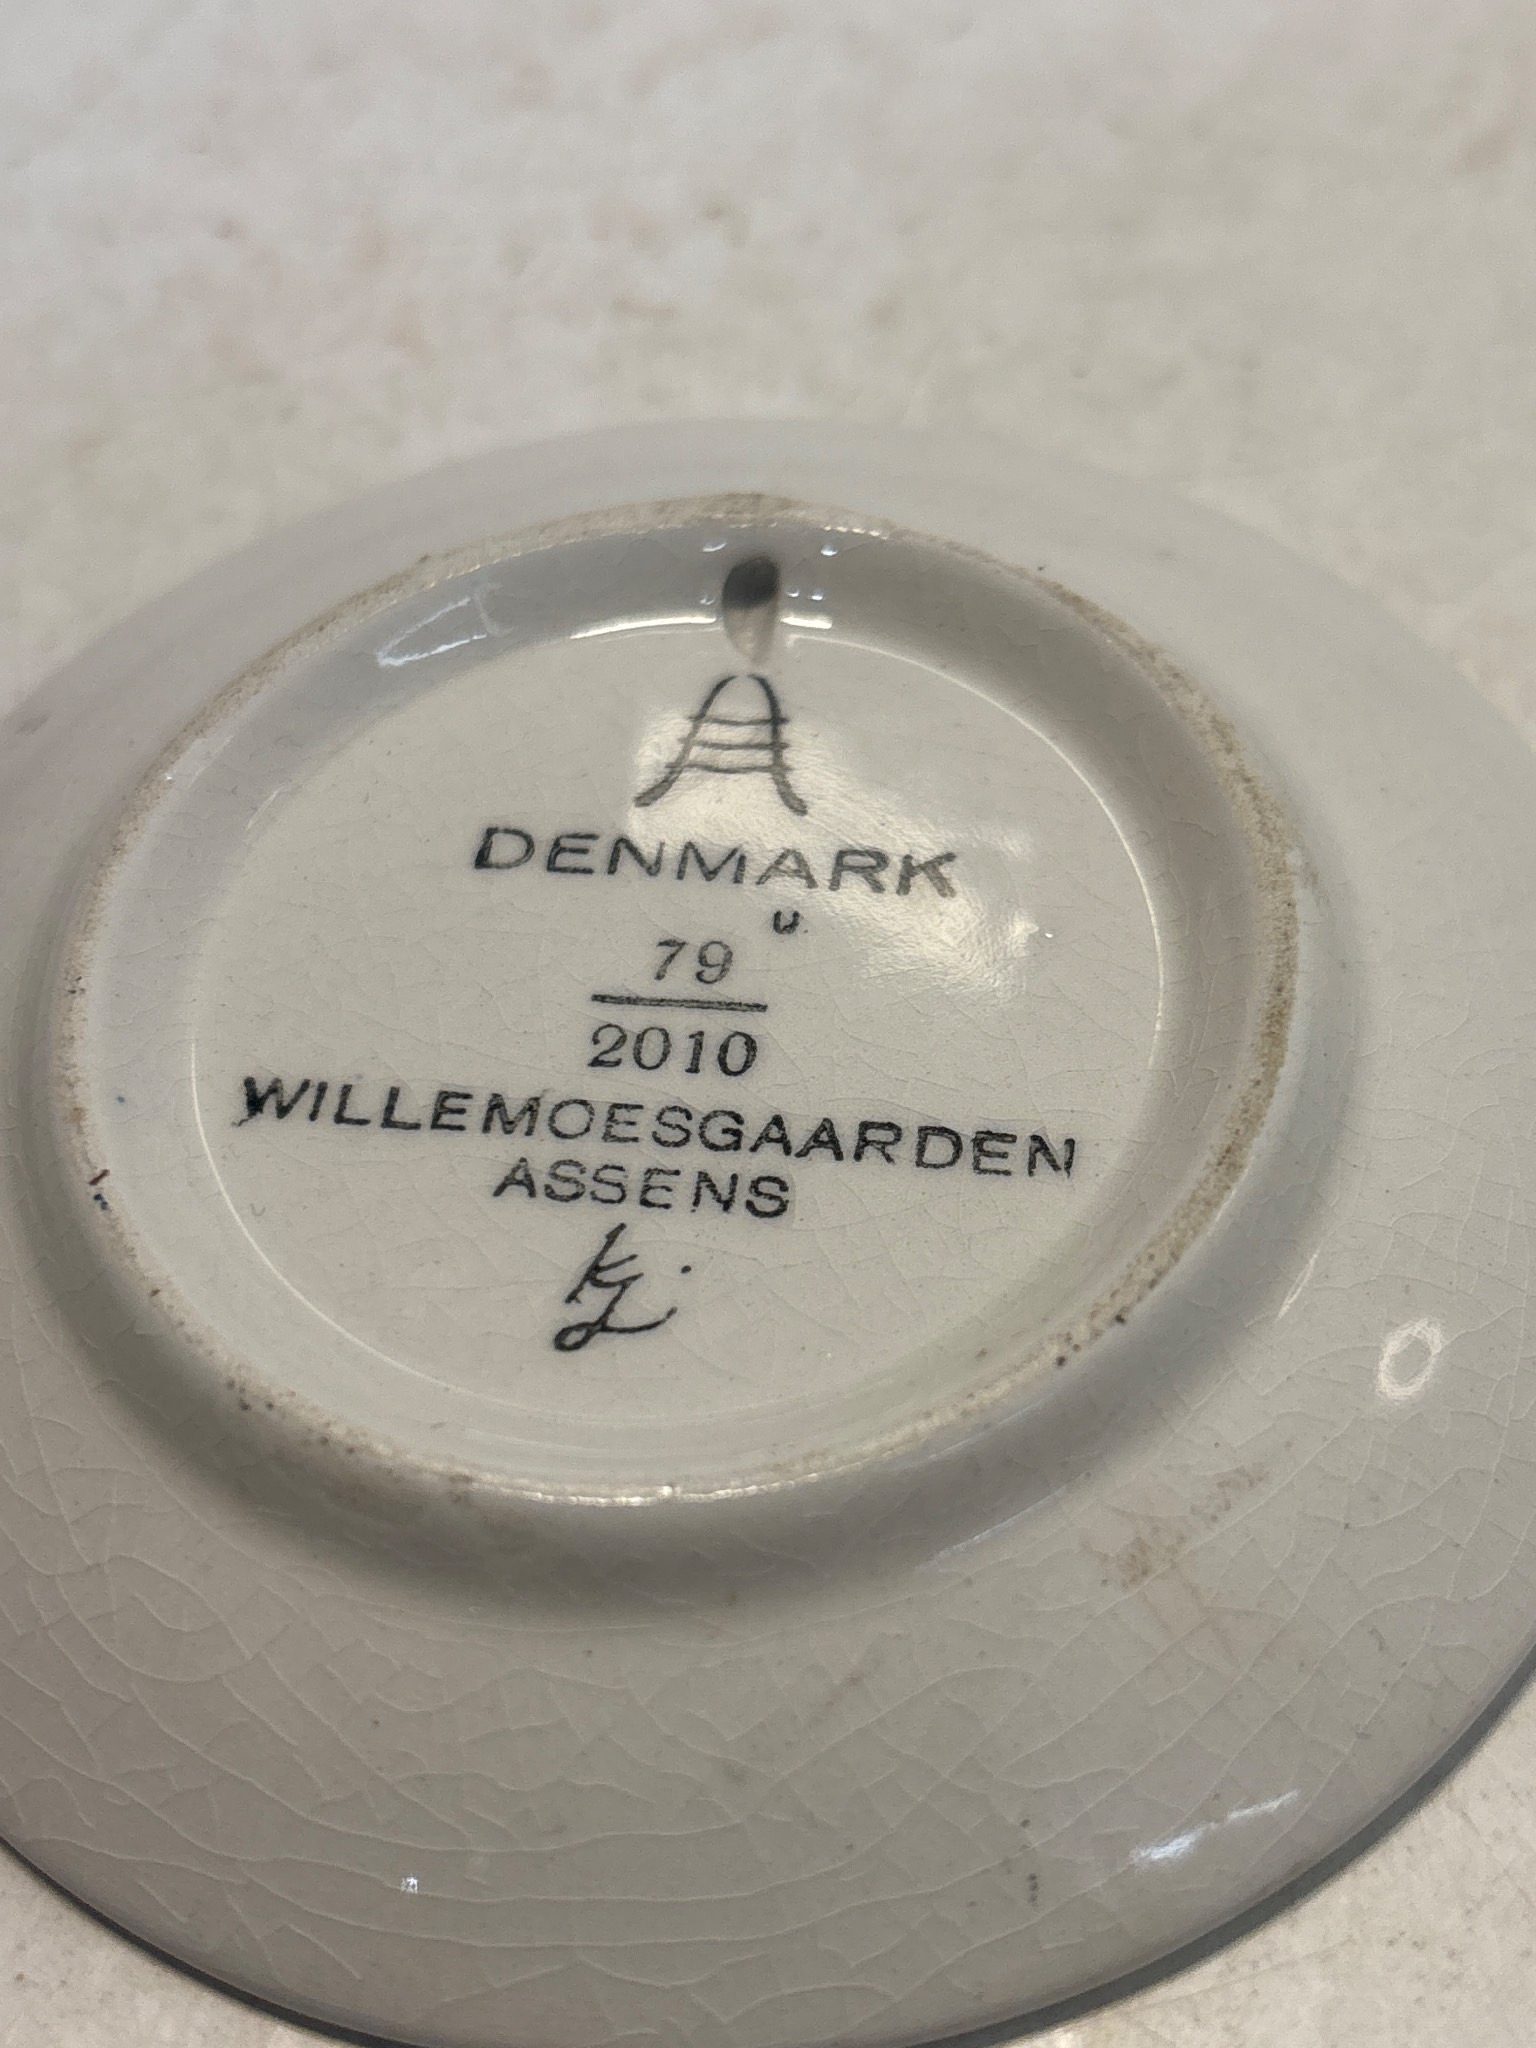 DENMARK
U.
79
2010
WILLEMOESGAARDEN
ASSENS